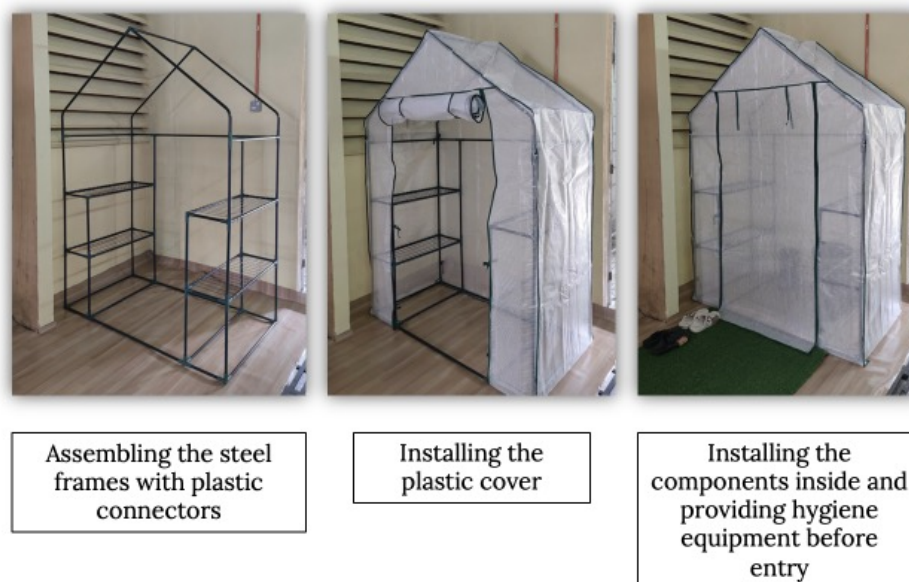 Assembling the steel
frames with plastic
connectors
Installing the
plastic cover
Installing the
components inside and
providing hygiene
equipment before
entry